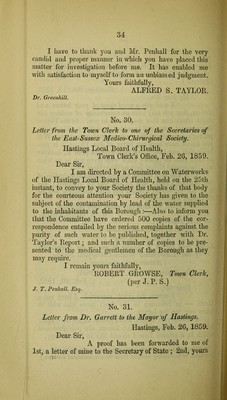 34
I have to thank you and Mr. Penhall for the very
candid and proper manner in which you have placed this
matter for investigation before me. It has enabled me
with satisfaction to myself to form an unbiassed judgment.
Yours faithfully,
ALFRED S. TAYLOR.
Dr. Greenhill.
No. 30.
Letter from the Town Clerk to one of the Secretaries of
the East-Sussex Medico-Chirurgical Society.
Hastings Local Board of Health,
Town Clerk's Office, Feb. 26, 1859.
Dear Sir,
I am directed by a Committee on Waterworks
of the Hastings Local Board of Health, held on the 25th
instant, to convey to your Society the thanks of that body
for the courteous attention your Society has given to the
subject of the contamination by lead of the water supplied
to the inhabitants of this Borough :—Also to inform you
that the Committee have ordered 500 copies of the cor-
respondence entailed by the serious complaints against the
purity of such water to be published, together with Dr.
Taylor's Report; and such a number of copies to be pre-
sented to the medical gentlemen of the Borough as they
may require.
I remain yours faithfully,
ROBERT GROWSE, Town Clerk,
(per J. P. S.)
J. T. Penhall, Esq.
No. 31.
Letter from Dr. Garrett to the Mayor of Hastings.
Hastings, Feb. 26, 1859.
Dear Sir,
A proof has been forwarded to me of
1st, a letter of mine to the Secretary of State; 2nd, yours